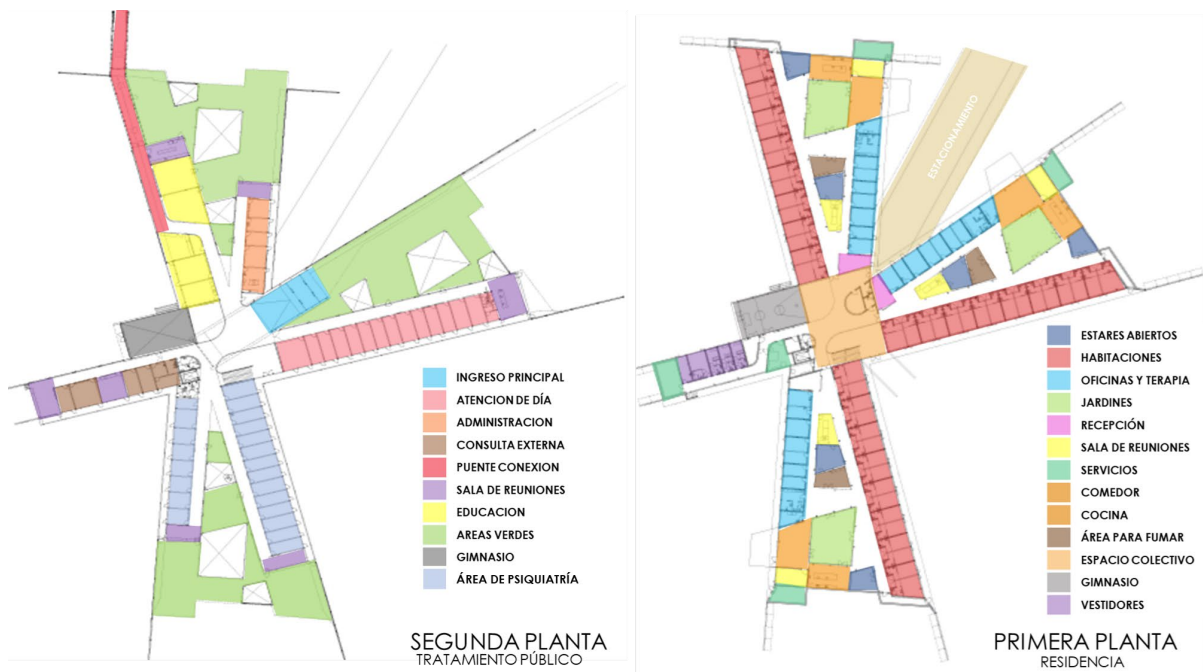 INGRESO PRINCIPAL
ATENCION DE DÍA
ADMINISTRACION
CONSULTA EXTERNA
PUENTE CONEXION
SALA DE REUNIONES
EDUCACION
AREAS VERDES
GIMNASIO
ÁREA DE PSIQUIATRÍA
SEGUNDA PLANTA
TRATAMIENTO PÚBLICO
ESTACIONAMIENTO
ESTARES ABIERTOS
HABITACIONES
OFICINAS Y TERAPIA
JARDINES
RECEPCIÓN
SALA DE REUNIONES
SERVICIOS
COMEDOR
COCINA
ÁREA PARA FUMAR
ESPACIO COLECTIVO
GIMNASIO
VESTIDORES
PRIMERA PLANTA
RESIDENCIA